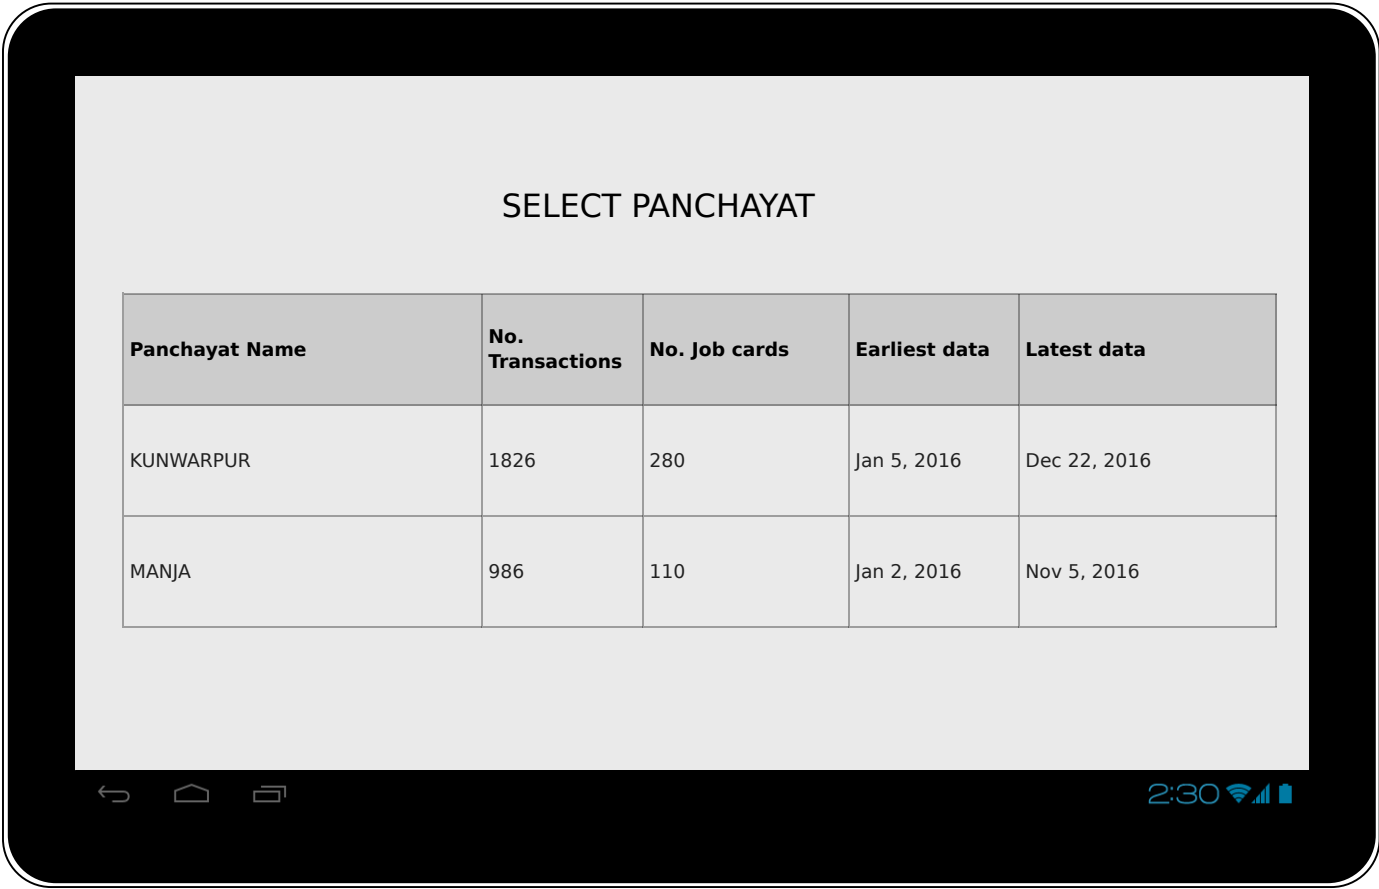 SELECT PANCHAYAT
Panchayat Name
No.
Transactions
No. Job cards
Earliest data
Latest data
KUNWARPUR
1826
280
Jan 5, 2016
Dec 22, 2016
MANJA
986
110
Jan 2, 2016
Nov 5, 2016
2:30